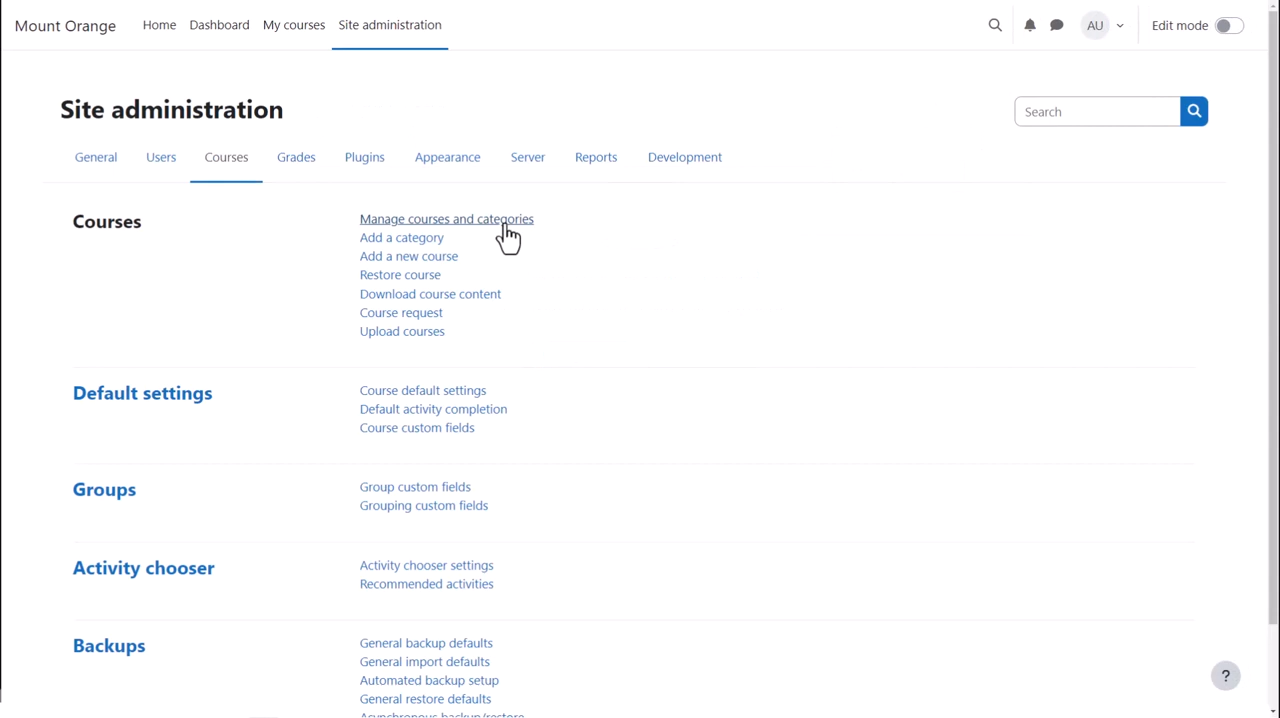 Mount Orange Home Dashboard My courses Site administration AU Edit mode
Site administration
Search
General Users Courses Grades Plugins Appearance Server Reports Development
Courses
Manage courses and categories
Add a category
Add a new course
Restore course
Download course content
Course request
Upload courses
Default settings
Course default settings
Default activity completion
Course custom fields
Groups
Group custom fields
Grouping custom fields
Activity chooser
Activity chooser settings
Recommended activities
Backups
General backup defaults
General import defaults
Automated backup setup
General restore defaults
Asynchronous backup/restore
?